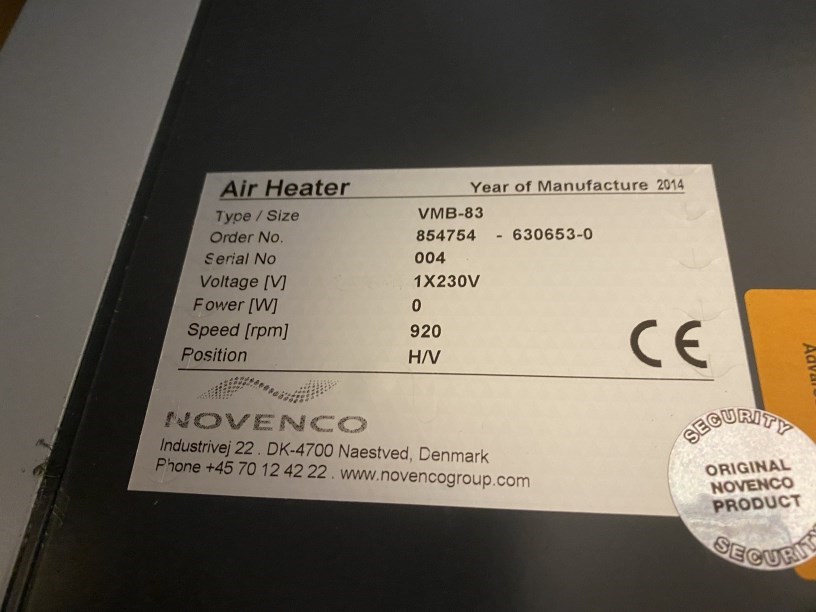 Air Heater Year of Manufacture 2014
Type / Size VMB-83
Order No. 854754 - 630653-0
Serial No 004
Voltage [V] 1X230V
Power [W] 0
Speed [rpm] 920
Position H/V
CE
NOVENCO
Industrivej 22 . DK-4700 Naestved, Denmark
Phone +45 70 12 42 22 . www.novencogroup.com
SECURITY
ORIGINAL
NOVENCO
PRODUCT
SECURITY